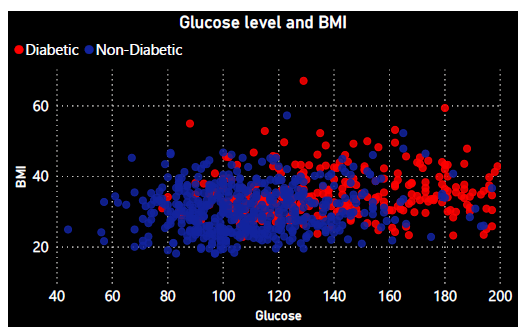 Glucose level and BMI
Diabetic Non-Diabetic
60
40
20
BMI
40 60 80 100 120 140 160 180 200
Glucose